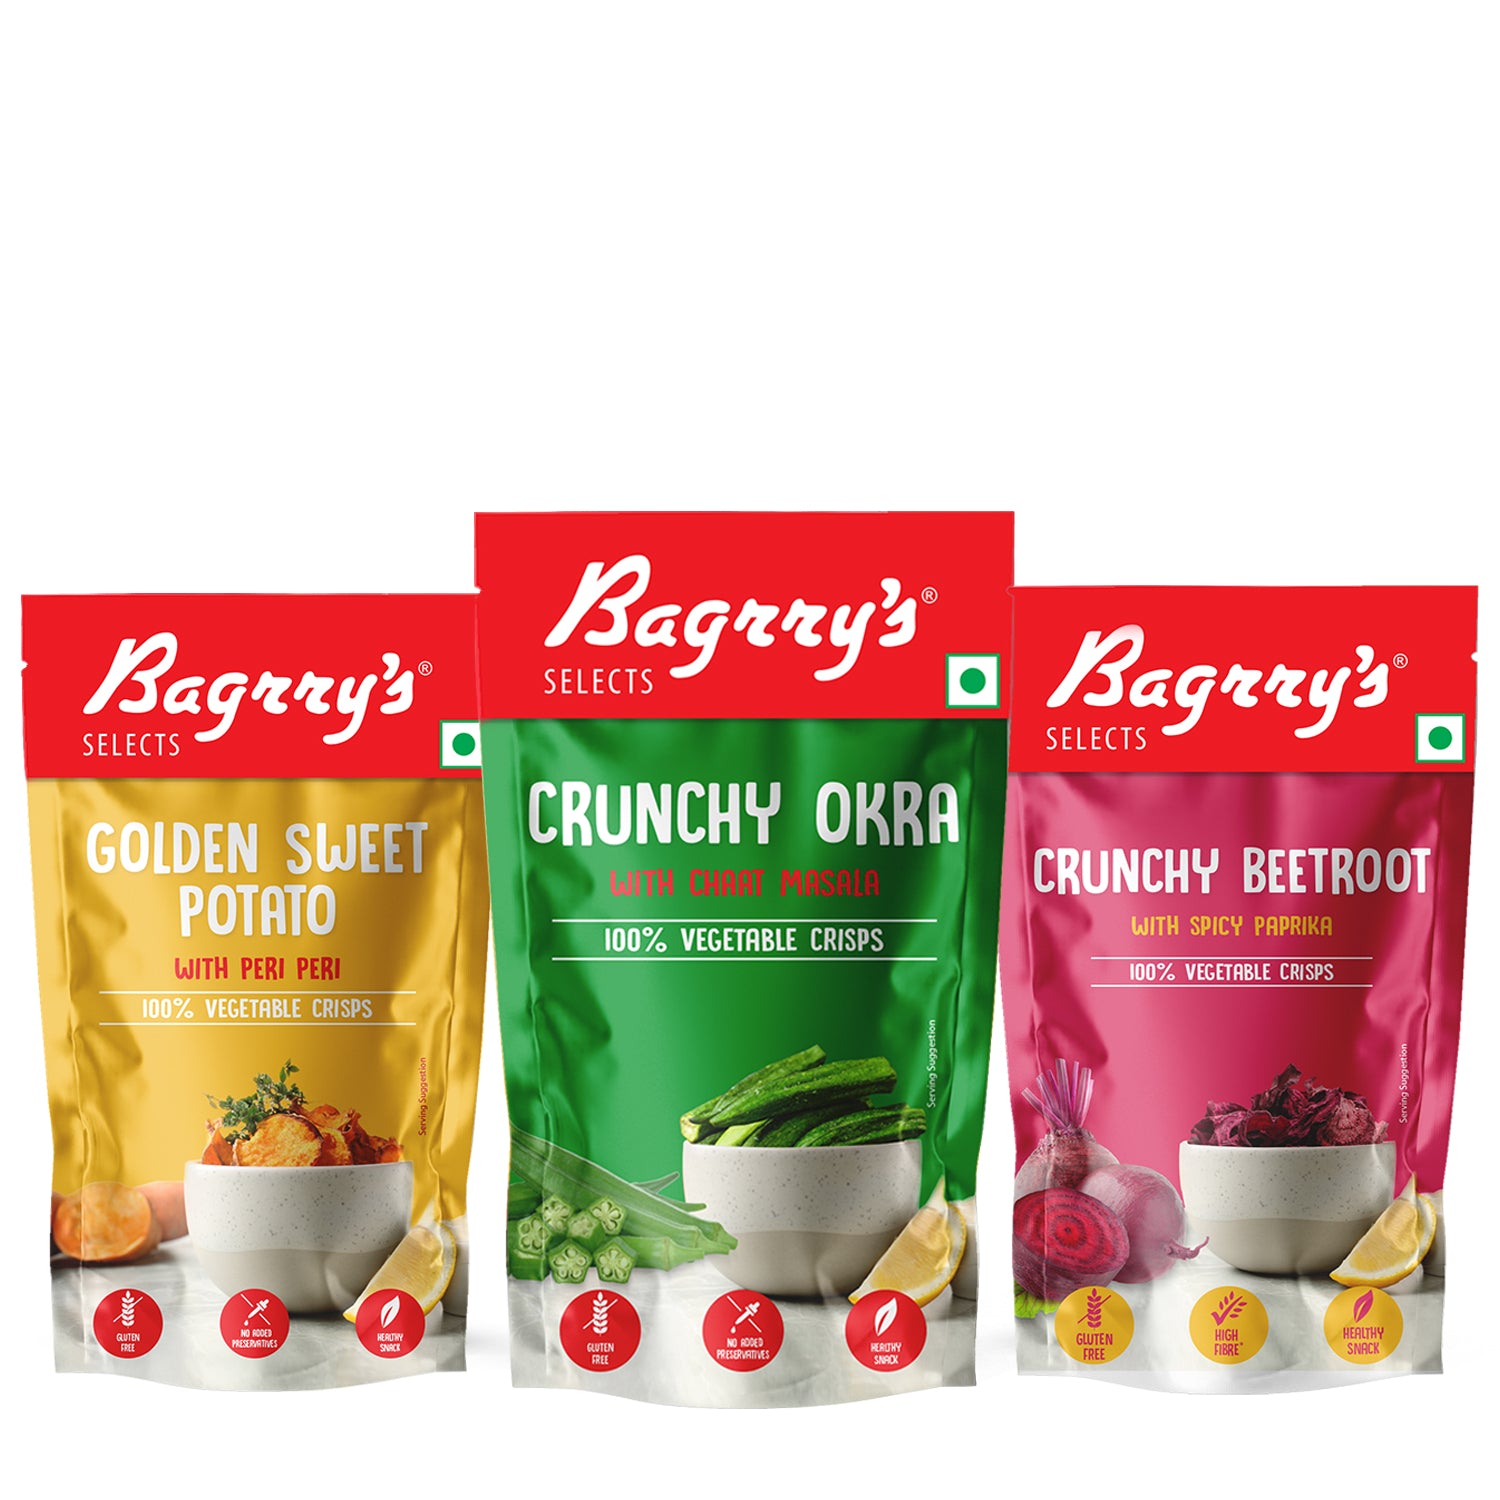 Bagrry's®
SELECTS
GOLDEN SWEET
POTATO
WITH PERI PERI
100% VEGETABLE CRISPS
Serving Suggestion
GLUTEN
FREE
NO ADDED
PRESERVATIVES
HEALTHY
SNACK
Bagrry's®
SELECTS
CRUNCHY OKRA
WITH CHAAT MASALA
100% VEGETABLE CRISPS
Serving Suggestion
GLUTEN
FREE
NO ADDED
PRESERVATIVES
HEALTHY
SNACK
Bagrry's®
SELECTS
CRUNCHY BEETROOT
WITH SPICY PAPRIKA
100% VEGETABLE CRISPS
Serving Suggestion
GLUTEN
FREE
HIGH
FIBRE
HEALTHY
SNACK